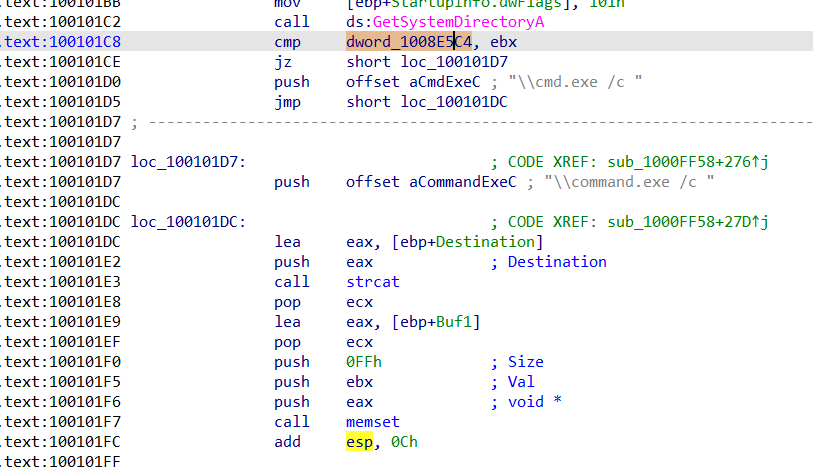 .text:100101BB mov [ebp+StartupInfo.dwFlags], 101h
.text:100101C2 call ds:GetSystemDirectoryA
.text:100101C8 cmp dword_1008E5C4, ebx
.text:100101CE jz short loc_100101D7
.text:100101D0 push offset aCmdExeC ; "\\cmd.exe /c "
.text:100101D5 jmp short loc_100101DC
.text:100101D7 ; ---------------------------------------------------------------------------
.text:100101D7
.text:100101D7 loc_100101D7: ; CODE XREF: sub_1000FF58+276↑j
.text:100101D7 push offset aCommandExeC ; "\\command.exe /c "
.text:100101DC
.text:100101DC loc_100101DC: ; CODE XREF: sub_1000FF58+27D↑j
.text:100101DC lea eax, [ebp+Destination]
.text:100101E2 push eax ; Destination
.text:100101E3 call strcat
.text:100101E8 pop ecx
.text:100101E9 lea eax, [ebp+Buf1]
.text:100101EF pop ecx
.text:100101F0 push 0FFh ; Size
.text:100101F5 push ebx ; Val
.text:100101F6 push eax ; void *
.text:100101F7 call memset
.text:100101FC add esp, 0Ch
.text:100101FF